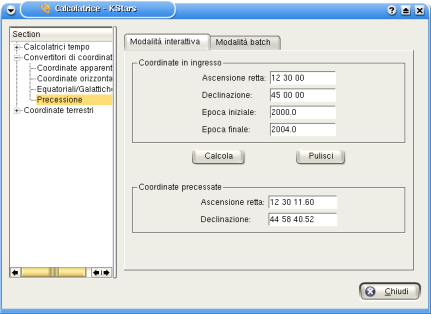 Calcolatrice - KStars
Section
Calcolatrici tempo
Convertitori di coordinat
Coordinate apparent
Coordinate orizzonta
Equatoriali/Galattiche
Precessione
Coordinate terrestri
Modalità interattiva
Modalità batch
Coordinate in ingresso
Ascensione retta: 12 30 00
Declinazione: 45 00 00
Epoca iniziale: 2000.0
Epoca finale: 2004.0
Calcola
Pulisci
Coordinate precessate
Ascensione retta: 12 30 11.60
Declinazione: 44 58 40.52
Chiudi